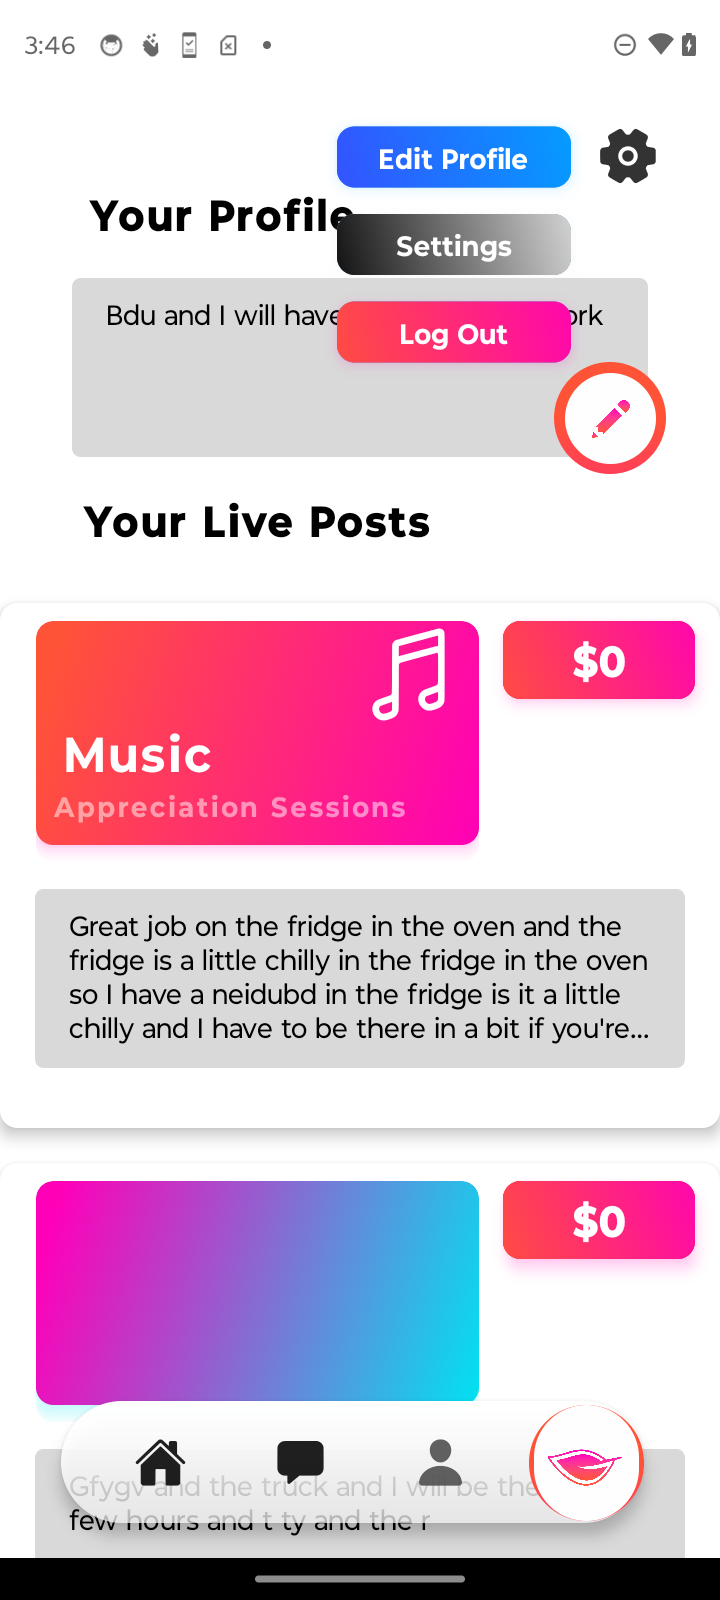 3:46
Edit Profile
Your Profile
Settings
Bdu and I will have
ork
Log Out
Your Live Posts
$0
Music
Appreciation Sessions
Great job on the fridge in the oven and the
fridge is a little chilly in the fridge in the oven
so I have a neidubd in the fridge is it a little
chilly and I have to be there in a bit if you're...
$0
Gfygv and the truck and I will be the
few hours and t ty and the r